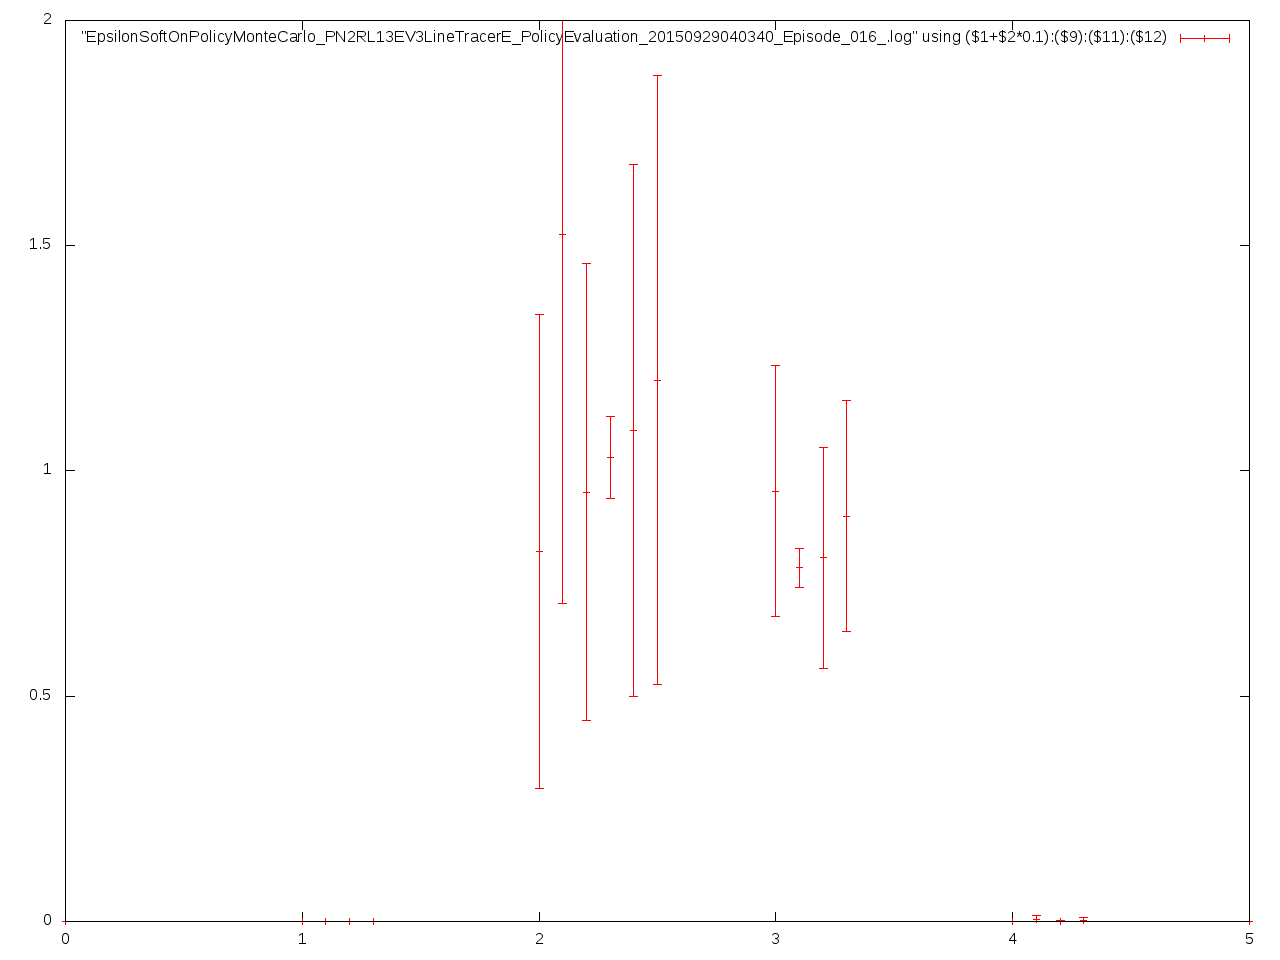 2
"EpsilonSoftOnPolicyMonteCarlo_PN2RL13EV3LineTracerE_PolicyEvaluation_20150929040340_Episode_016_.log" using ($1+$2*0.1):($9):($11):($12)
1.5
1
0.5
0
0 1 2 3 4 5